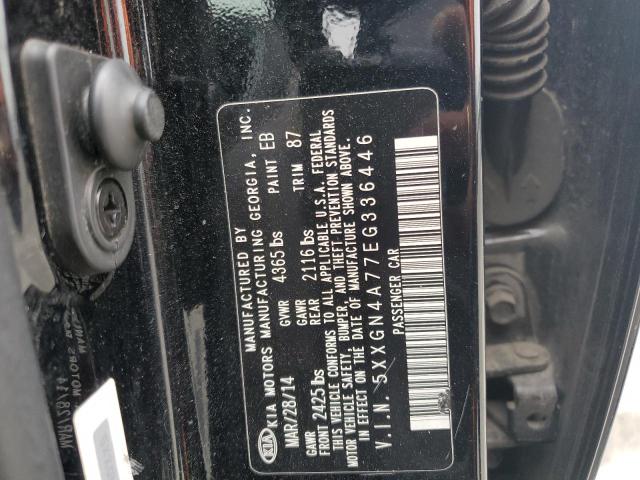 MANUFACTURED BY
KIA KIA MOTORS MANUFACTURING GEORGIA, INC.
MAR/28/14 GVWR 4365 lbs PAINT EB
GAWR FRONT 2425 lbs GAWR REAR 2116 lbs TRIM 87
THIS VEHICLE CONFORMS TO ALL APPLICABLE U.S.A. FEDERAL
MOTOR VEHICLE SAFETY, BUMPER, AND THEFT PREVENTION STANDARDS
IN EFFECT ON THE DATE OF MANUFACTURE SHOWN ABOVE.
V.I.N. 5XXGN4A77EG336446
PASSENGER CAR